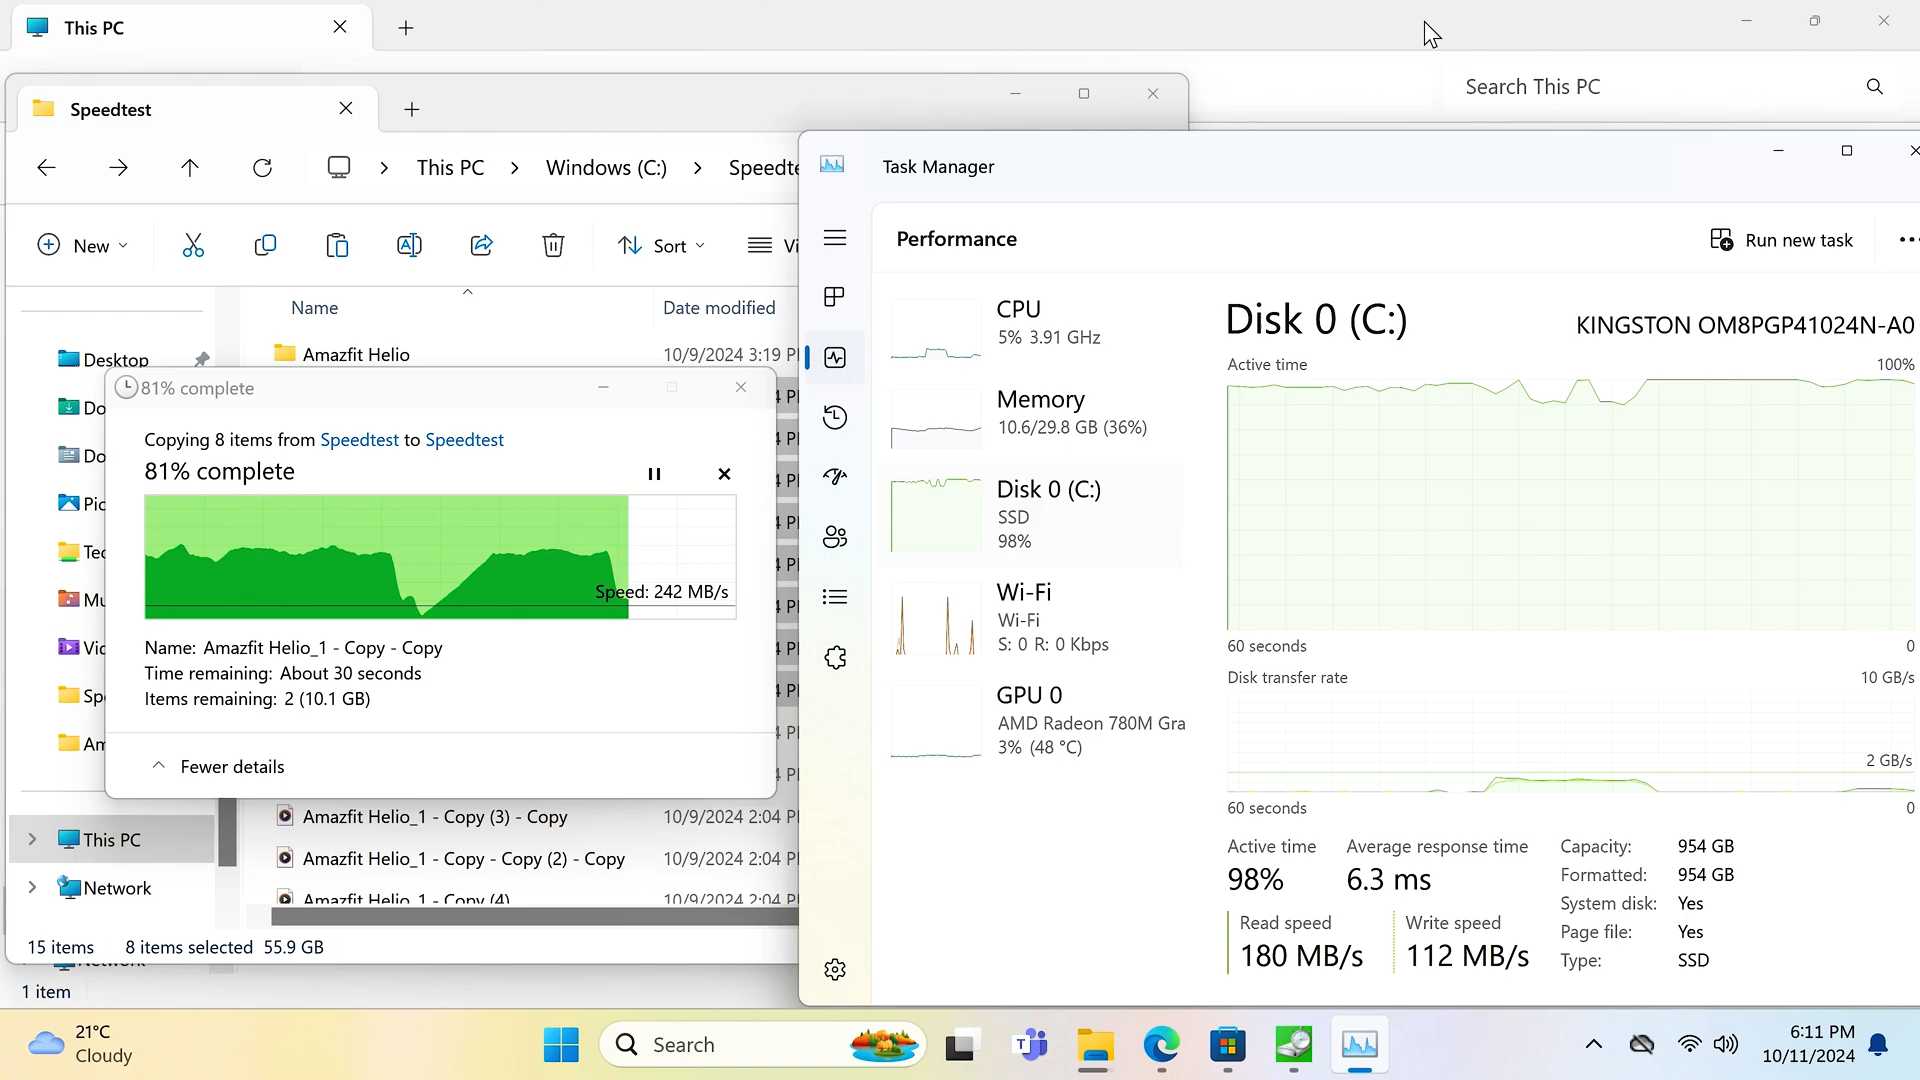 This PC
Search This PC
Speedtest
This PC
Windows (C:)
New
Sort
Name
Date modified
Desktop
Amazfit Helio
10/9/2024 3:19
81% complete
Copying 8 items from Speedtest to Speedtest
81% complete
Speed: 242 MB/s
Name: Amazfit Helio_1 - Copy - Copy
Time remaining: About 30 seconds
Items remaining: 2 (10.1 GB)
Fewer details
Amazfit Helio_1 - Copy (3) - Copy
10/9/2024 2:04
This PC
Amazfit Helio_1 - Copy - Copy (2) - Copy
10/9/2024 2:04
Network
Amazfit Helio_1 - Copy (4)
10/9/2024 2:04
15 items
8 items selected 55.9 GB
1 item
Task Manager
Performance
Run new task
CPU
5% 3.91 GHz
Memory
10.6/29.8 GB (36%)
Disk 0 (C:)
SSD
98%
Wi-Fi
Wi-Fi
S: 0 R: 0 Kbps
GPU 0
AMD Radeon 780M Gra
3% (48 °C)
Disk 0 (C:)
KINGSTON OM8PGP41024N-A0
Active time
100%
60 seconds
0
Disk transfer rate
10 GB/s
2 GB/s
60 seconds
0
Active time
98%
Average response time
6.3 ms
Read speed
180 MB/s
Write speed
112 MB/s
Capacity: 954 GB
Formatted: 954 GB
System disk: Yes
Page file: Yes
Type: SSD
21°C
Cloudy
Search
6:11 PM
10/11/2024